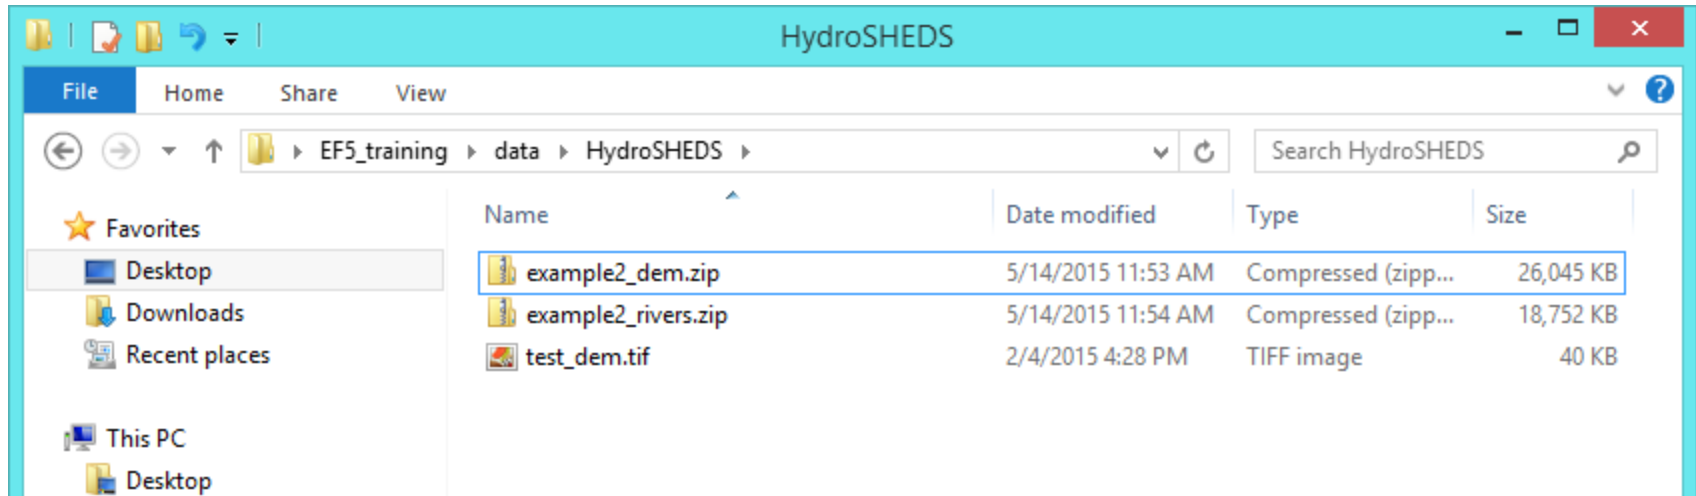 HydroSHEDS
File Home Share View
EF5_training data HydroSHEDS Search HydroSHEDS
Name Date modified Type Size
Favorites
Desktop
Downloads
Recent places
This PC
Desktop
example2_dem.zip 5/14/2015 11:53 AM Compressed (zipp... 26,045 KB
example2_rivers.zip 5/14/2015 11:54 AM Compressed (zipp... 18,752 KB
test_dem.tif 2/4/2015 4:28 PM TIFF image 40 KB